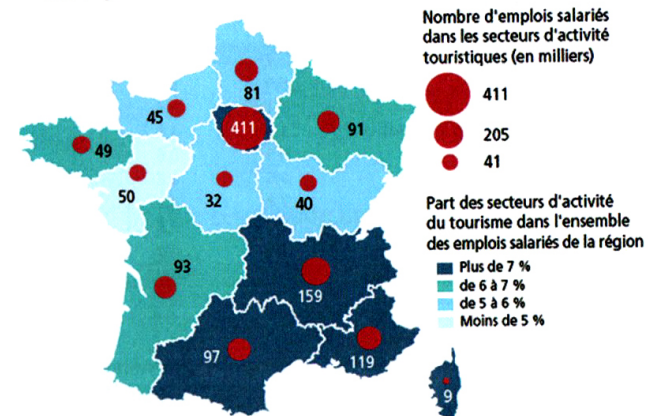 Nombre d'emplois salariés
dans les secteurs d'activité
touristiques (en milliers)
411
205
41
Part des secteurs d'activité
du tourisme dans l'ensemble
des emplois salariés de la région
Plus de 7 %
de 6 à 7 %
de 5 à 6 %
Moins de 5 %
81
45
411
91
49
50
32
40
93
159
97
119
9